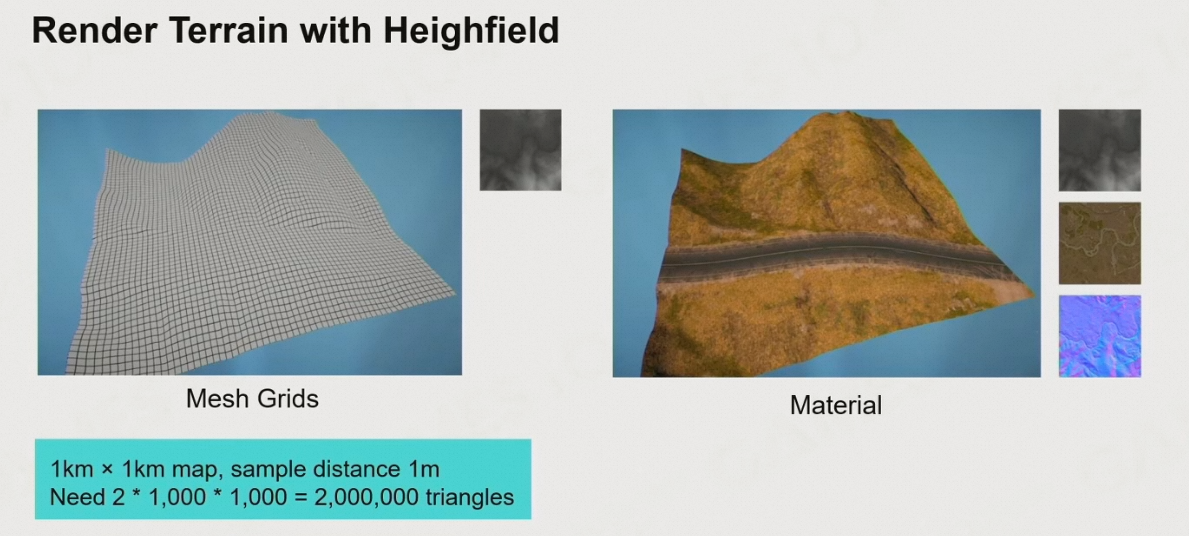 Render Terrain with Heighfield
Mesh Grids
Material
1km × 1km map, sample distance 1m
Need 2 * 1,000 * 1,000 = 2,000,000 triangles